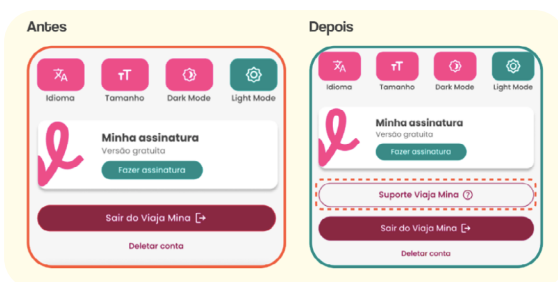 Antes
Idioma
Tamanho
Dark Mode
Light Mode
Minha assinatura
Versão gratuita
Fazer assinatura
Sair do Viaja Mina
Deletar conta
Depois
Idioma
Tamanho
Dark Mode
Light Mode
Minha assinatura
Versão gratuita
Fazer assinatura
Suporte Viaja Mina
Sair do Viaja Mina
Deletar conta